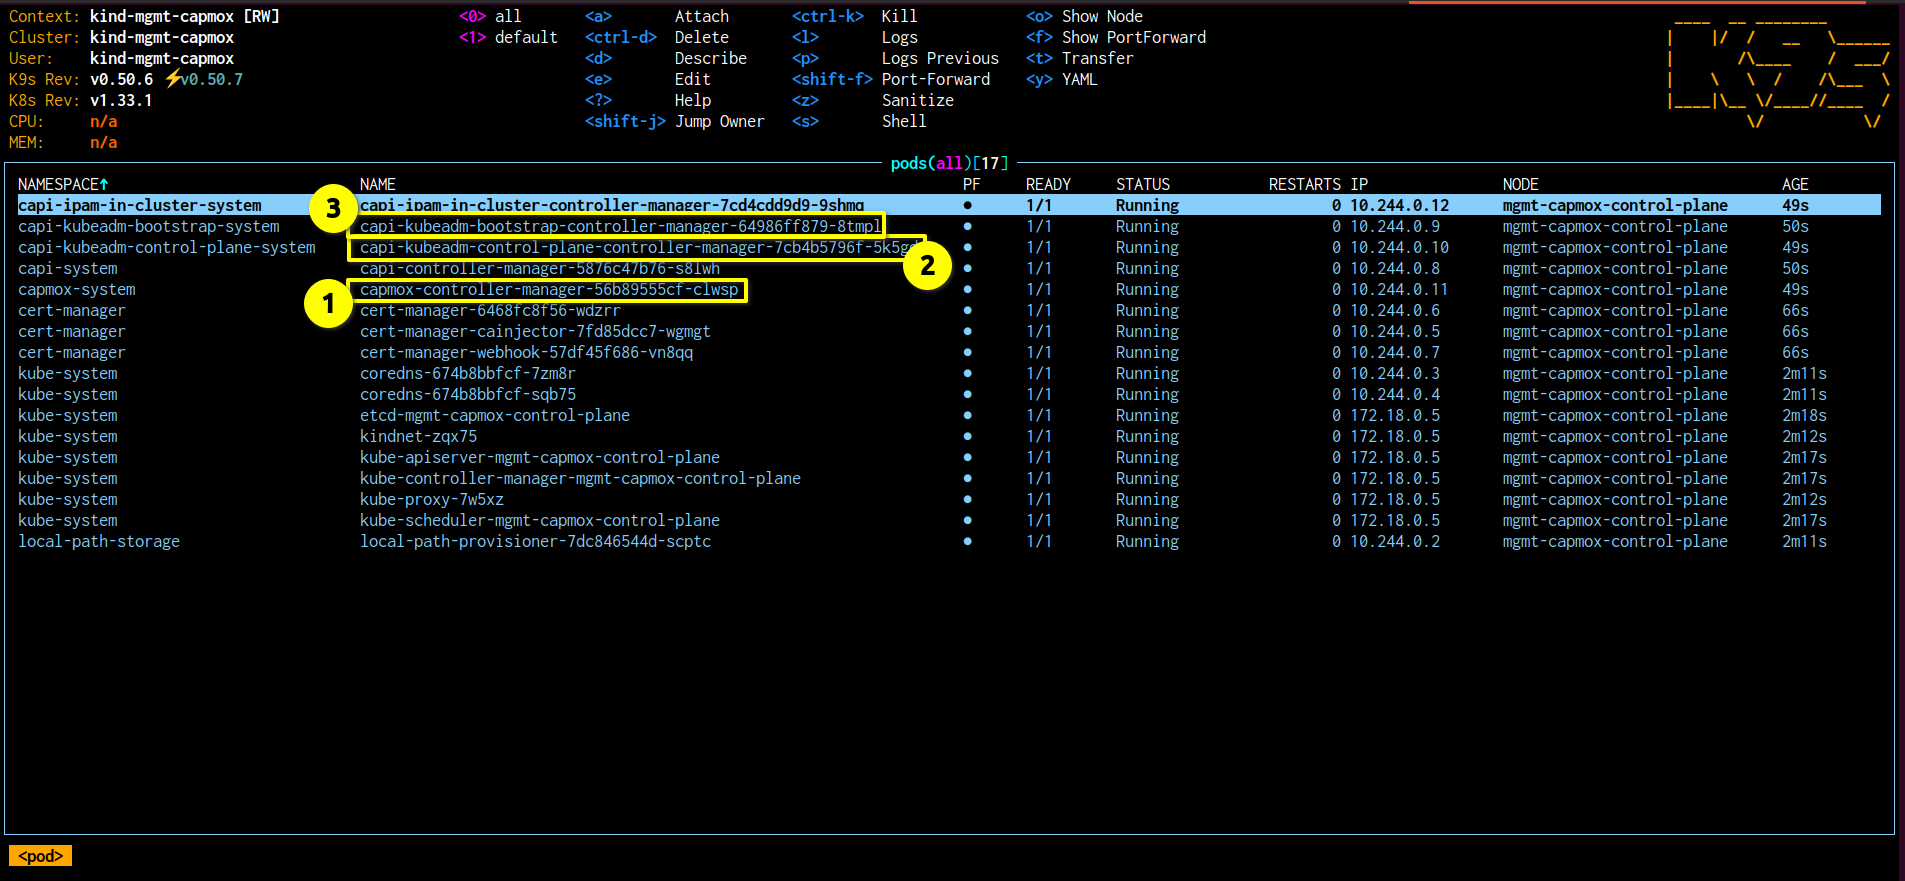 Context: kind-mgmt-capmox [RW] <0> all <a> Attach <ctrl-k> Kill <o> Show Node
Cluster: kind-mgmt-capmox <1> default <ctrl-d> Delete <l> Logs <f> Show PortForward
User: kind-mgmt-capmox <d> Describe <p> Logs Previous <t> Transfer
K9s Rev: v0.50.6 ⚡v0.50.7 <e> Edit <shift-f> Port-Forward <y> YAML
K8s Rev: v1.33.1 <?> Help <z> Sanitize
CPU: n/a <shift-j> Jump Owner <s> Shell
MEM: n/a
pods(all)[17]
NAMESPACE↑ NAME PF READY STATUS RESTARTS IP NODE AGE
capi-ipam-in-cluster-system 3 capi-ipam-in-cluster-controller-manager-7cd4cdd9d9-9shmq ● 1/1 Running 0 10.244.0.12 mgmt-capmox-control-plane 49s
capi-kubeadm-bootstrap-system capi-kubeadm-bootstrap-controller-manager-64986ff879-8tmpl ● 1/1 Running 0 10.244.0.9 mgmt-capmox-control-plane 50s
capi-kubeadm-control-plane-system ● 1/1 Running 0 10.244.0.10 mgmt-capmox-control-plane 49s
capi-system capi-controller-manager-5876c47b76-s8lwh 2 ● 1/1 Running 0 10.244.0.8 mgmt-capmox-control-plane 50s
capmox-system 1 capmox-controller-manager-56b89555cf-clwsp ● 1/1 Running 0 10.244.0.11 mgmt-capmox-control-plane 49s
cert-manager cert-manager-6468fc8f56-wdzrr ● 1/1 Running 0 10.244.0.6 mgmt-capmox-control-plane 66s
cert-manager cert-manager-cainjector-7fd85dcc7-wgmgt ● 1/1 Running 0 10.244.0.5 mgmt-capmox-control-plane 66s
cert-manager cert-manager-webhook-57df45f686-vn8qq ● 1/1 Running 0 10.244.0.7 mgmt-capmox-control-plane 66s
kube-system coredns-674b8bbfcf-7zm8r ● 1/1 Running 0 10.244.0.3 mgmt-capmox-control-plane 2m11s
kube-system coredns-674b8bbfcf-sqb75 ● 1/1 Running 0 10.244.0.4 mgmt-capmox-control-plane 2m11s
kube-system etcd-mgmt-capmox-control-plane ● 1/1 Running 0 172.18.0.5 mgmt-capmox-control-plane 2m18s
kube-system kindnet-zqx75 ● 1/1 Running 0 172.18.0.5 mgmt-capmox-control-plane 2m12s
kube-system kube-apiserver-mgmt-capmox-control-plane ● 1/1 Running 0 172.18.0.5 mgmt-capmox-control-plane 2m17s
kube-system kube-controller-manager-mgmt-capmox-control-plane ● 1/1 Running 0 172.18.0.5 mgmt-capmox-control-plane 2m17s
kube-system kube-proxy-7w5xz ● 1/1 Running 0 172.18.0.5 mgmt-capmox-control-plane 2m12s
kube-system kube-scheduler-mgmt-capmox-control-plane ● 1/1 Running 0 172.18.0.5 mgmt-capmox-control-plane 2m17s
local-path-storage local-path-provisioner-7dc846544d-scptc ● 1/1 Running 0 10.244.0.2 mgmt-capmox-control-plane 2m11s
<pod>